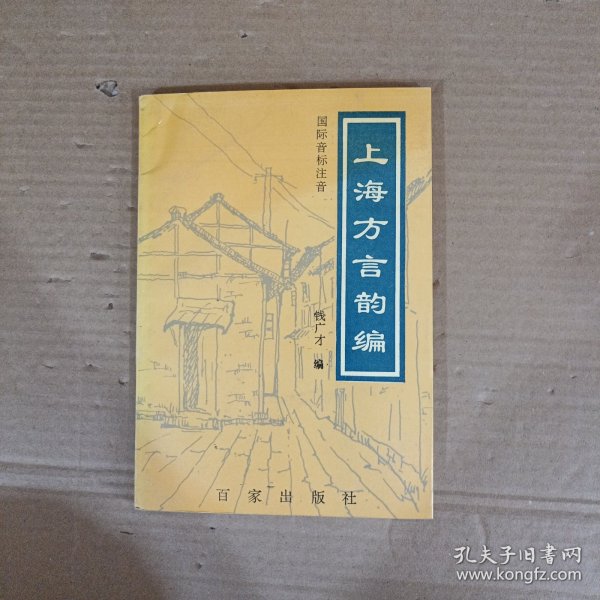 上海方言韵编
国际音标注音
钱广才 编
百家出版社
孔夫子旧书网
www.kongfz.com